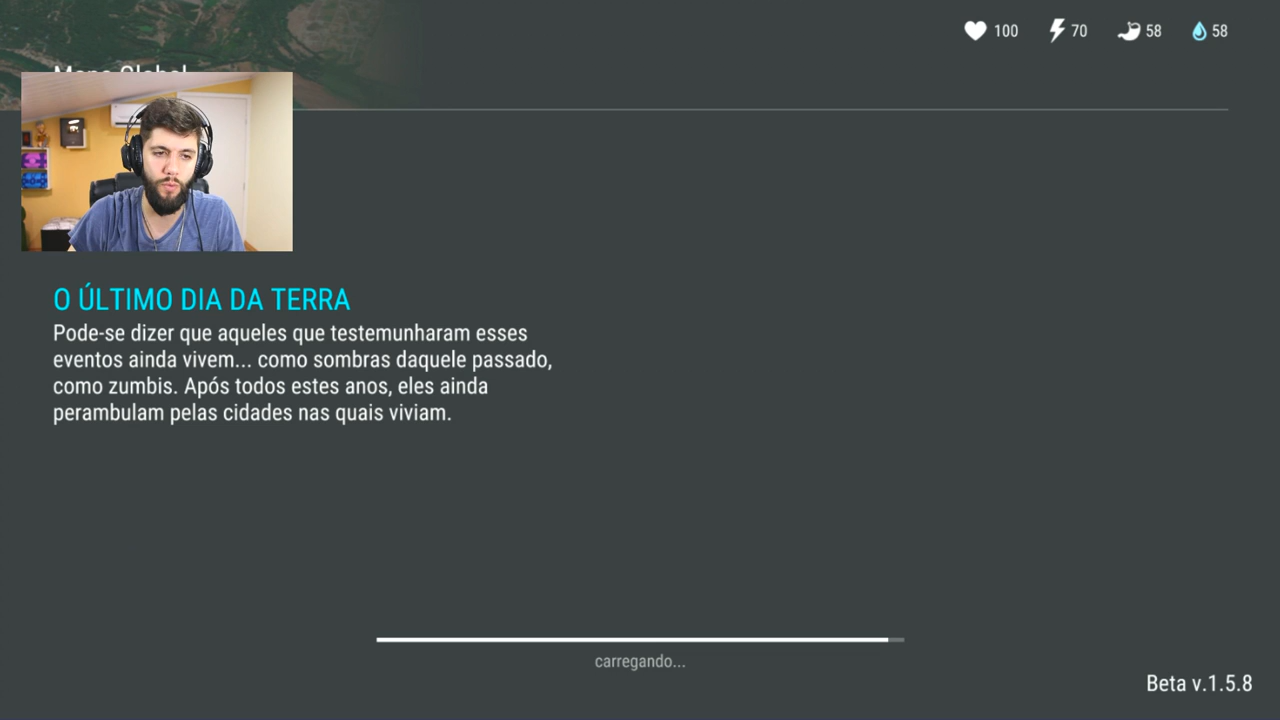 100
70
58
58
Mapa Global
O ÚLTIMO DIA DA TERRA
Pode-se dizer que aqueles que testemunharam esses
eventos ainda vivem... como sombras daquele passado,
como zumbis. Após todos estes anos, eles ainda
perambulam pelas cidades nas quais viviam.
carregando...
Beta v.1.5.8